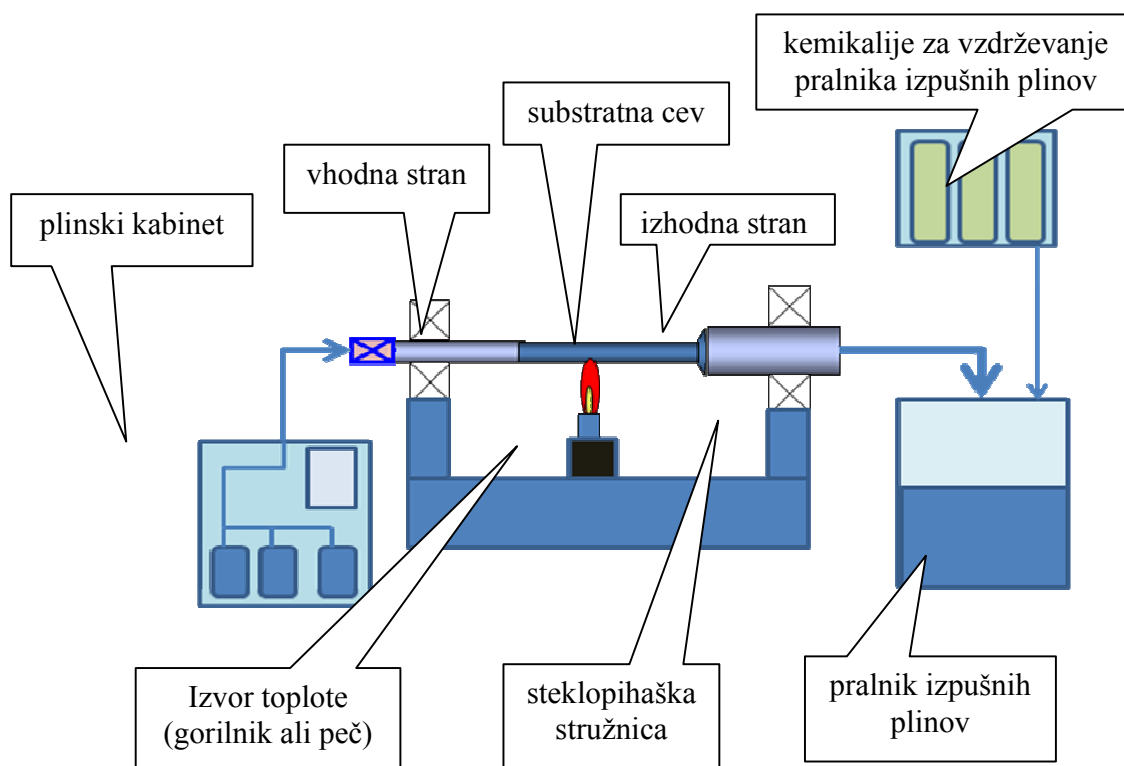 kemikalije za vzdrževanje
pralnika izpušnih plinov
substratna cev
vhodna stran
plinski kabinet
izhodna stran
Izvor toplote
(gorilnik ali peč)
steklopihaška
stružnica
pralnik izpušnih
plinov